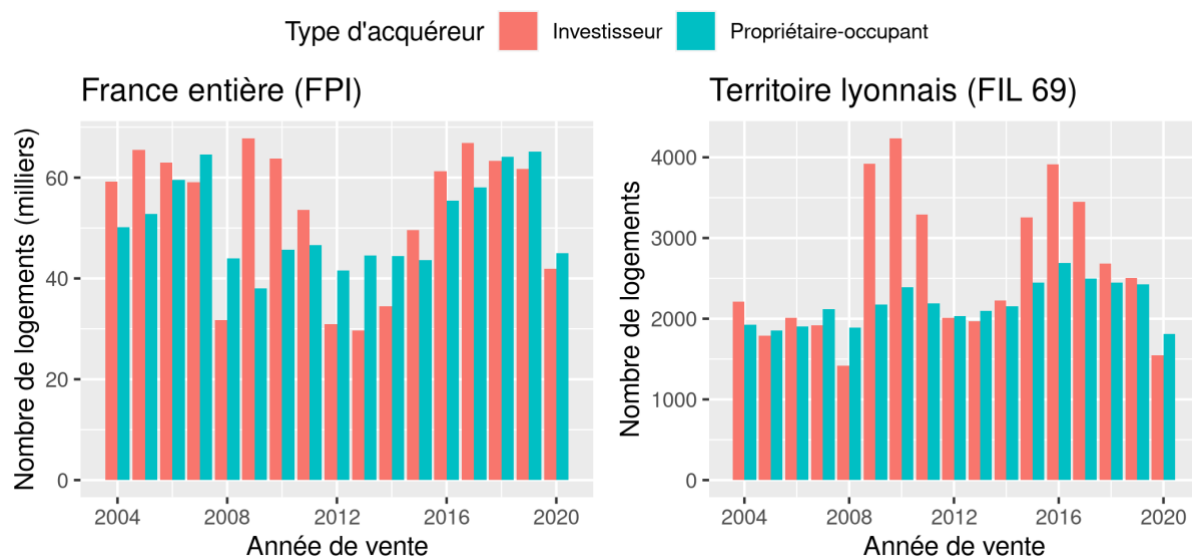 Type d'acquéreur Investisseur Propriétaire-occupant
France entière (FPI)
Nombre de logements (milliers)
60
40
20
0
2004 2008 2012 2016 2020
Année de vente
Territoire lyonnais (FIL 69)
Nombre de logements
4000
3000
2000
1000
0
2004 2008 2012 2016 2020
Année de vente